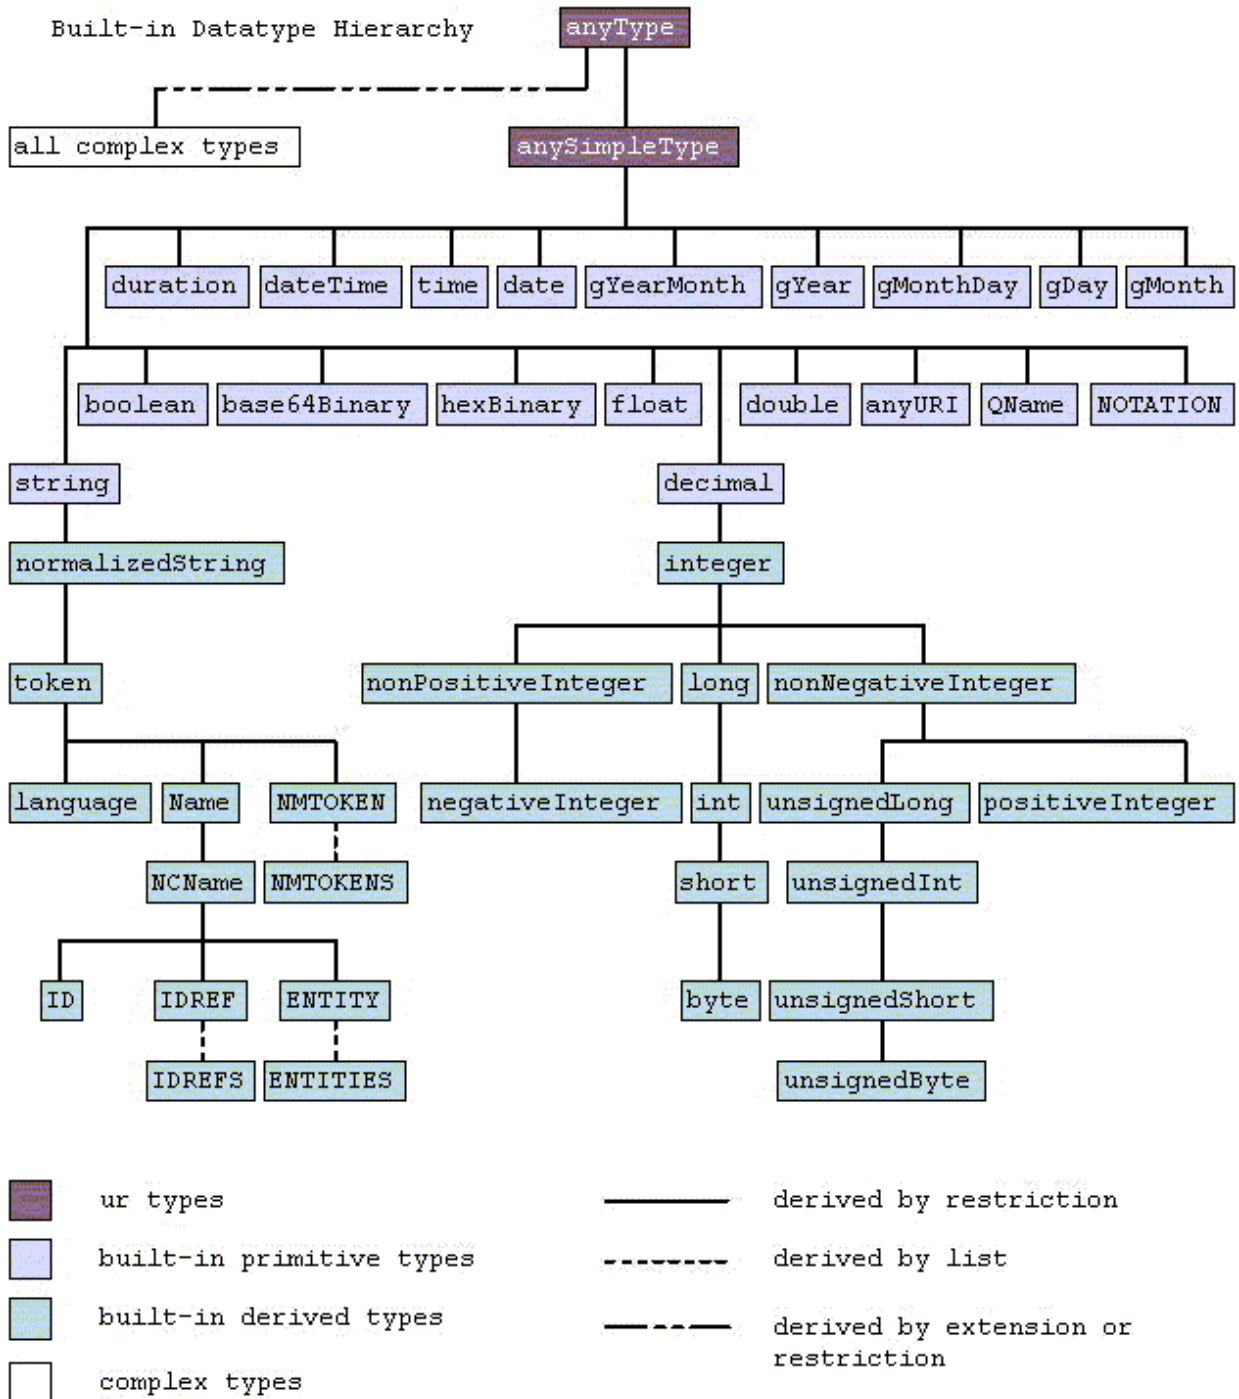 Built-in Datatype Hierarchy
anyType
all complex types
anySimpleType
duration dateTime time date gYearMonth gYear gMonthDay gDay gMonth
boolean base64Binary hexBinary float double anyURI QName NOTATION
string decimal
normalizedString integer
token nonPositiveInteger long nonNegativeInteger
language Name NMTOKEN negativeInteger int unsignedLong positiveInteger
NCName NMTOKENS short unsignedInt
ID IDREF ENTITY byte unsignedShort
IDREFS ENTITIES unsignedByte
ur types derived by restriction
built-in primitive types derived by list
built-in derived types derived by extension or
restriction
complex types